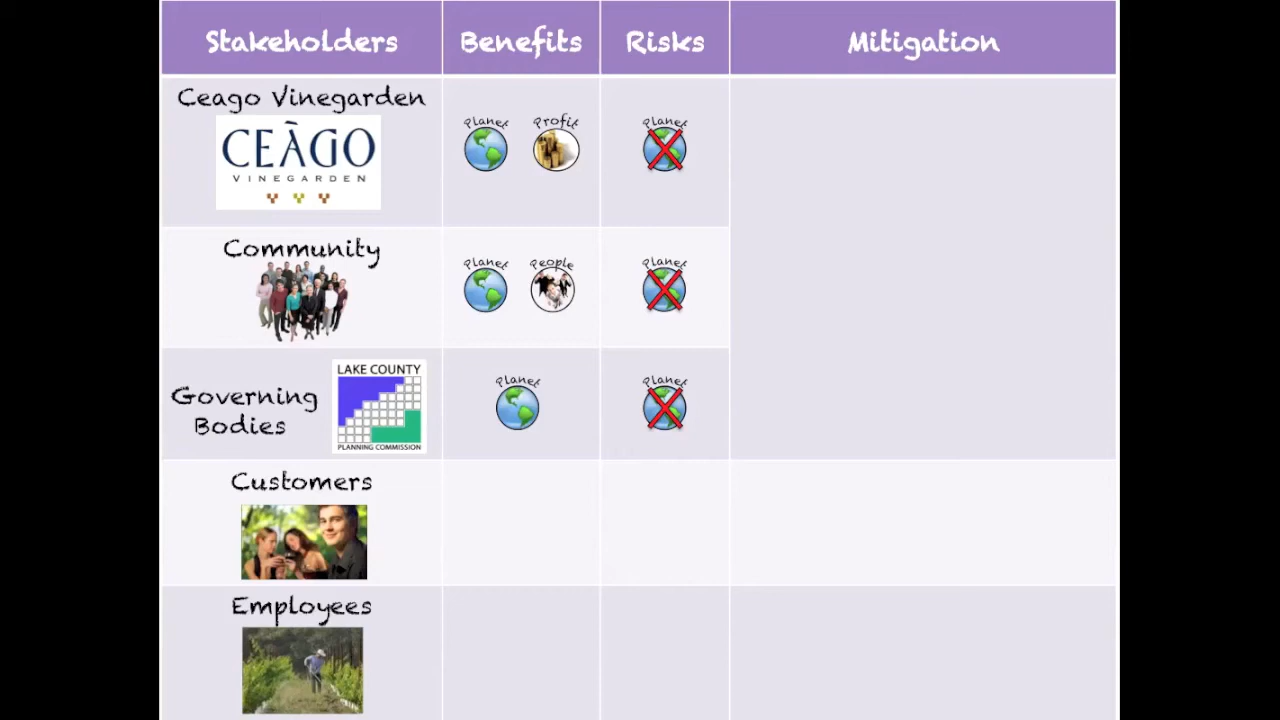 Stakeholders Benefits Risks Mitigation
Ceago Vinegarden
CEÀGO
VINEGARDEN
Planet Profit Planet
Community
Planet People Planet
Governing
Bodies
LAKE COUNTY
PLANNING COMMISSION
Planet Planet
Customers
Employees